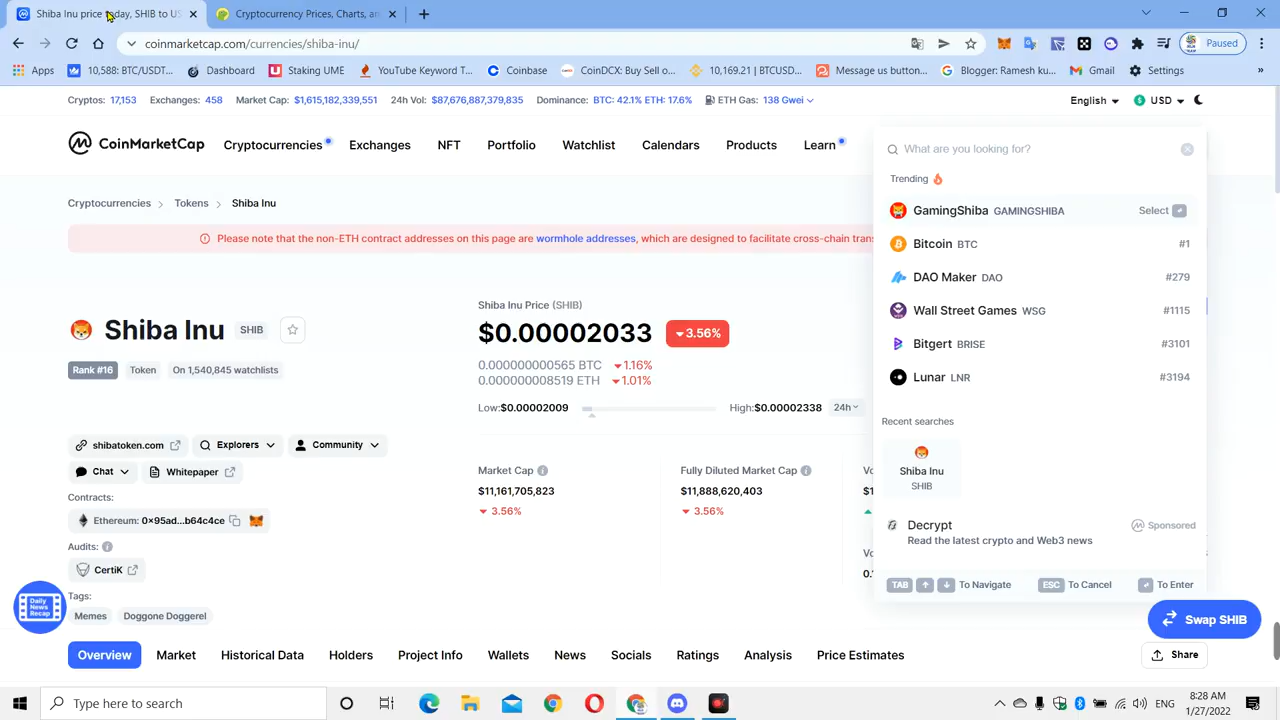 Shiba Inu price today, SHIB to US
Cryptocurrency Prices, Charts an
coinmarketcap.com/currencies/shiba-inu/
Paused
Apps
10,588: BTC/USDT...
Dashboard
Staking UME
YouTube Keyword T...
Coinbase
CoinDCX: Buy sell o...
10,169.21 | BTCUSD...
Message us button...
Blogger: Ramesh ku...
Gmail
Settings
Cryptos: 17,153 Exchanges: 458 Market Cap: $1,615,182,339,551 24h Vol: $87,676,887,379,835 Dominance: BTC: 42.1% ETH: 17.6% ETH Gas: 138 Gwei
English USD
CoinMarketCap
Cryptocurrencies Exchanges NFT Portfolio Watchlist Calendars Products Learn
What are you looking for?
Trending
GamingShiba GAMINGSHIBA Select
Bitcoin BTC #1
DAO Maker DAO #279
Wall Street Games WSG #1115
Bitgert BRISE #3101
Lunar LNR #3194
Recent searches
Shiba Inu
SHIB
Decrypt Sponsored
Read the latest crypto and Web3 news
TAB To Navigate ESC To Cancel To Enter
Cryptocurrencies > Tokens > Shiba Inu
Please note that the non-ETH contract addresses on this page are wormhole addresses, which are designed to facilitate cross-chain tran
Shiba Inu SHIB
Rank #16 Token On 1,540,845 watchlists
shibatoken.com Explorers Community
Chat Whitepaper
Contracts:
Ethereum: 0x95ad...b64c4ce
Audits:
CertiK
Tags:
Memes Doggone Doggerel
Daily
News
Recap
Shiba Inu Price (SHIB)
$0.00002033 3.56%
0.000000000565 BTC 1.16%
0.000000008519 ETH 1.01%
Low:$0.00002009 High:$0.00002338 24h
Market Cap
$11,161,705,823
3.56%
Fully Diluted Market Cap
$11,888,620,403
3.56%
Vo
$1
Vo
0.1
Swap SHIB
Overview Market Historical Data Holders Project Info Wallets News Socials Ratings Analysis Price Estimates
Share
Type here to search
ENG
8:28 AM
1/27/2022